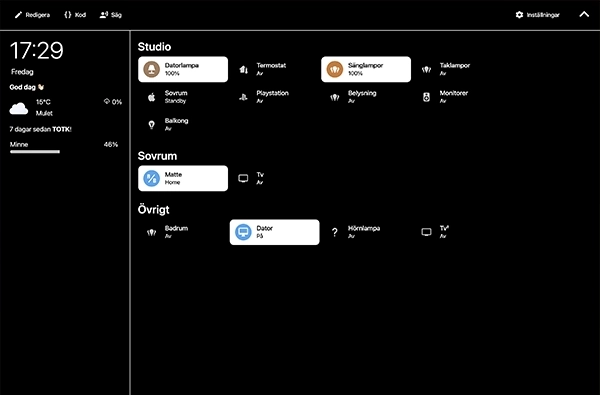 Redigera
Kod
Säg
Inställningar
17:29
Fredag
God dag
15°C
0%
Mulet
7 dagar sedan TOTK!
Minne
46%
Studio
Datorlampa
100%
Termostat
Av
Sänglampor
100%
Taklampor
Av
Sovrum
Standby
Playstation
Av
Belysning
Av
Monitorer
Av
Balkong
Av
Sovrum
Matte
Home
Tv
Av
Övrigt
Badrum
Av
Dator
På
Hörnlampa
Av
Av